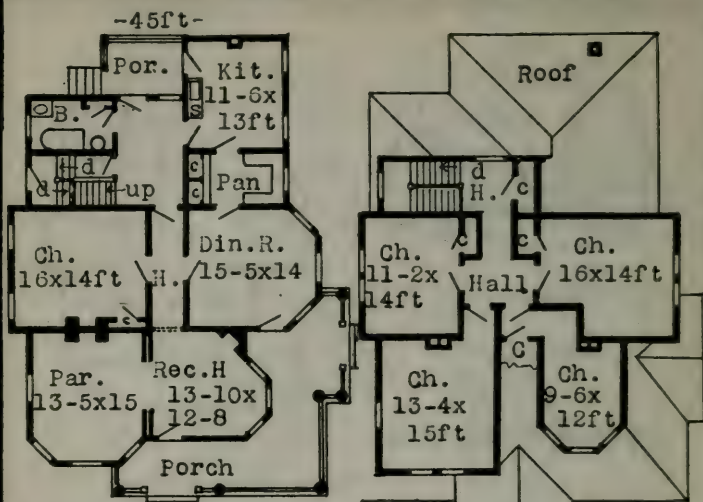 -45ft-
Por.
Kit.
11-6x
13ft
B.
S
d
d
up
c
c
Pan
Ch.
16x14ft
H.
Din.R.
15-5x14
c
Par.
13-5x15
Rec.H
13-10x
12-8
Porch
Roof
d
H.
c
c
c
Ch.
11-2x
14ft
Hall
Ch.
16x14ft
Ch.
13-4x
15ft
C
Ch.
9-6x
12ft